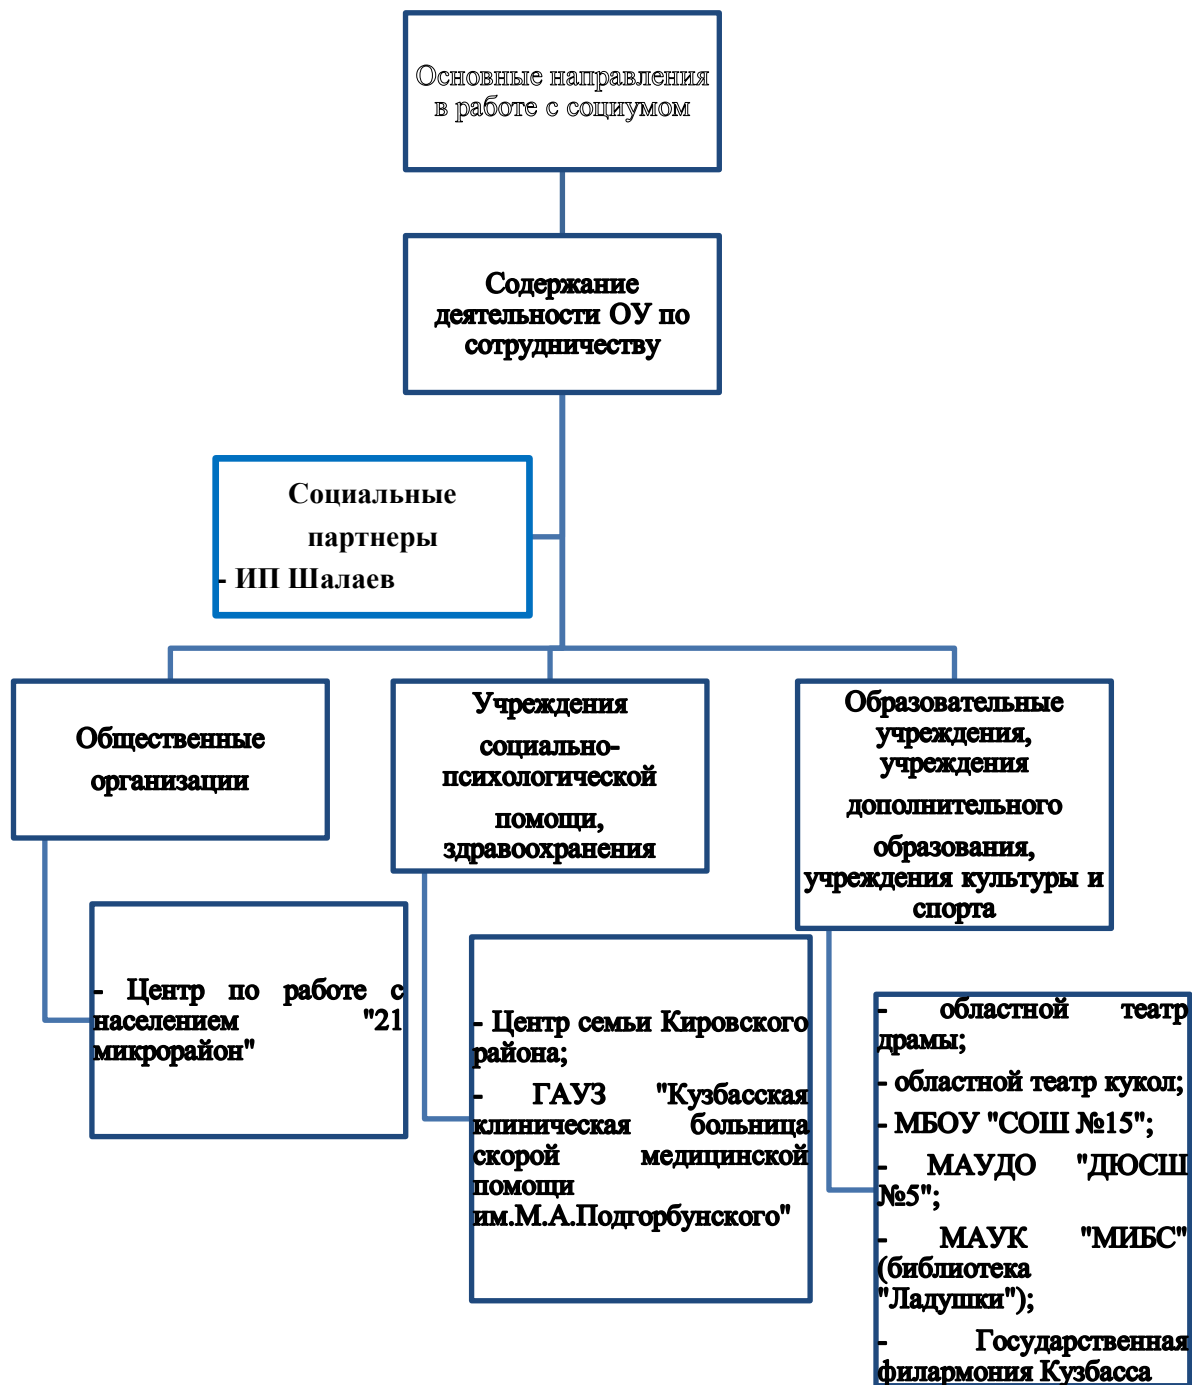 Основные направления
в работе с социумом
Содержание
деятельности ОУ по
сотрудничеству
Социальные
партнеры
- ИП Шалаев
Общественные
организации
- Центр по работе с
населением "21
микрорайон"
Учреждения
социально-
психологической
помощи,
здравоохранения
- Центр семьи Кировского
района;
- ГАУЗ "Кузбасская
клиническая больница
скорой медицинской
помощи
им.М.А.Подгорбунского"
Образовательные
учреждения,
учреждения
дополнительного
образования,
учреждения культуры и
спорта
- областной театр
драмы;
- областной театр кукол;
- МБОУ "СОШ №15";
- МАУДО "ДЮСШ
№5";
- МАУК "МИБС"
(библиотека
"Ладушки");
- Государственная
филармония Кузбасса